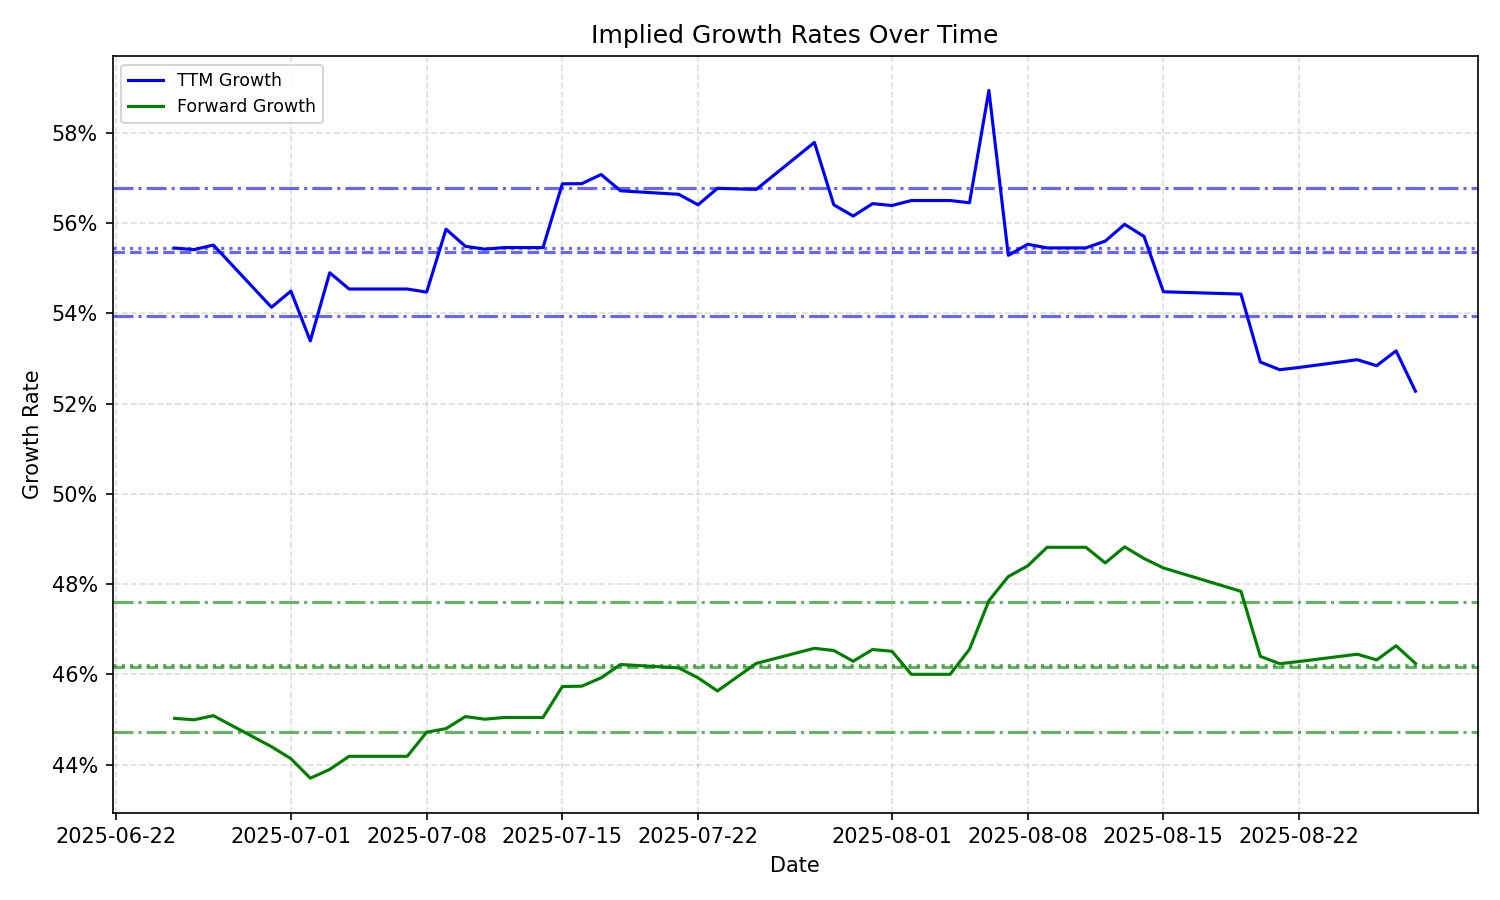 Implied Growth Rates Over Time
TTM Growth
Forward Growth
58%
56%
54%
52%
50%
48%
46%
44%
Growth Rate
2025-06-22 2025-07-01 2025-07-08 2025-07-15 2025-07-22 2025-08-01 2025-08-08 2025-08-15 2025-08-22
Date